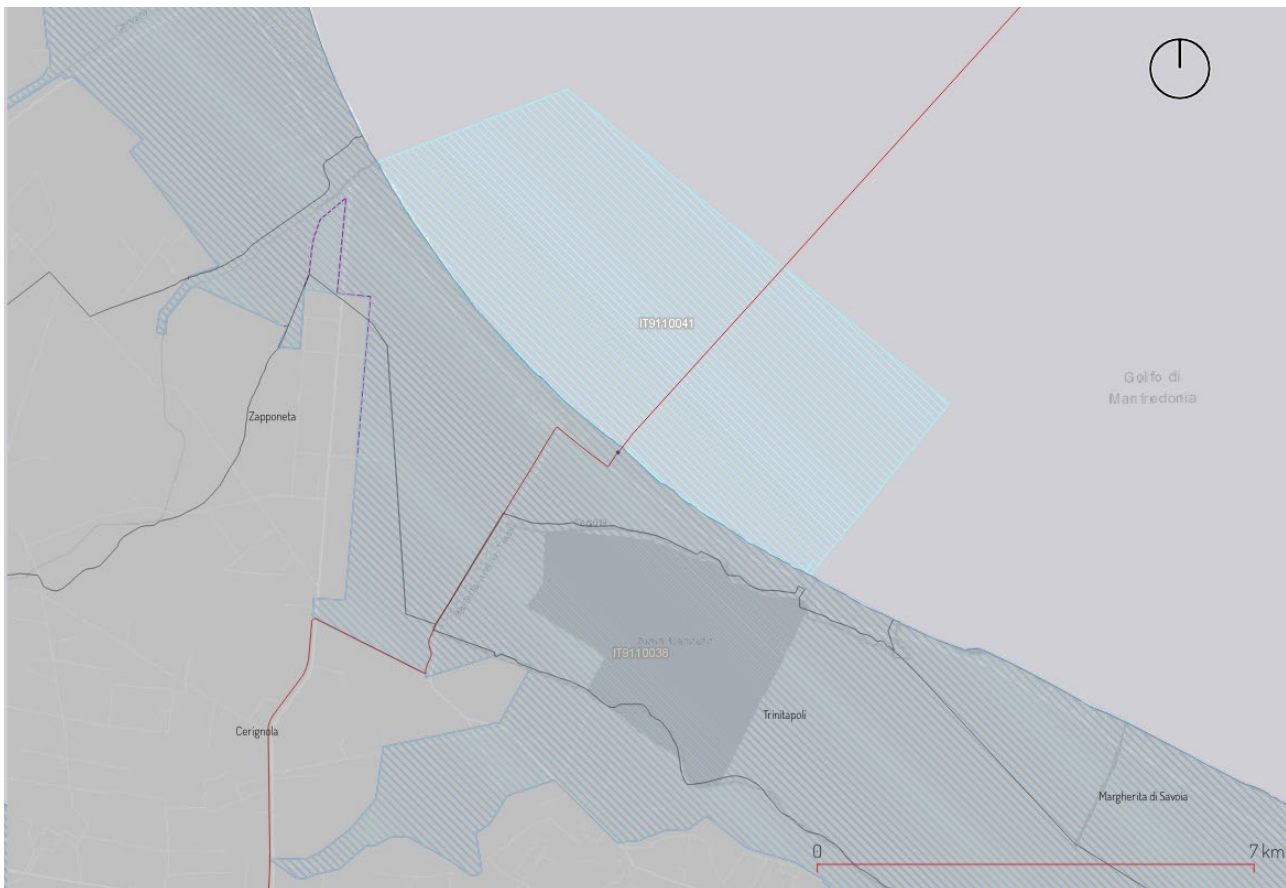 IT9110041
Golfo di
Manfredonia
Zapponeta
IT9110038
Trinitapoli
Cerignola
Margherita di Savoia
0
7 km